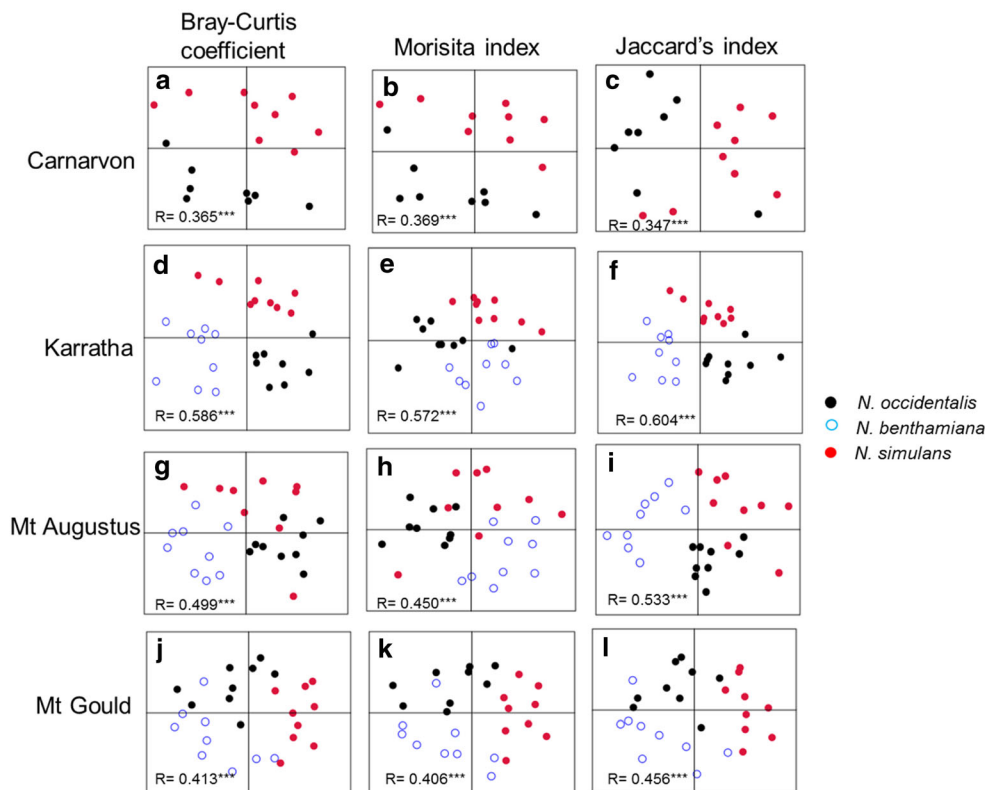 Bray-Curtis
coefficient
Morisita index
Jaccard's index
Carnarvon
a
R= 0.365***
b
R= 0.369***
c
R= 0.347***
Karratha
d
R= 0.586***
e
R= 0.572***
f
R= 0.604***
N. occidentalis
N. benthamiana
N. simulans
Mt Augustus
g
R= 0.499***
h
R= 0.450***
i
R= 0.533***
Mt Gould
j
R= 0.413***
k
R= 0.406***
l
R= 0.456***